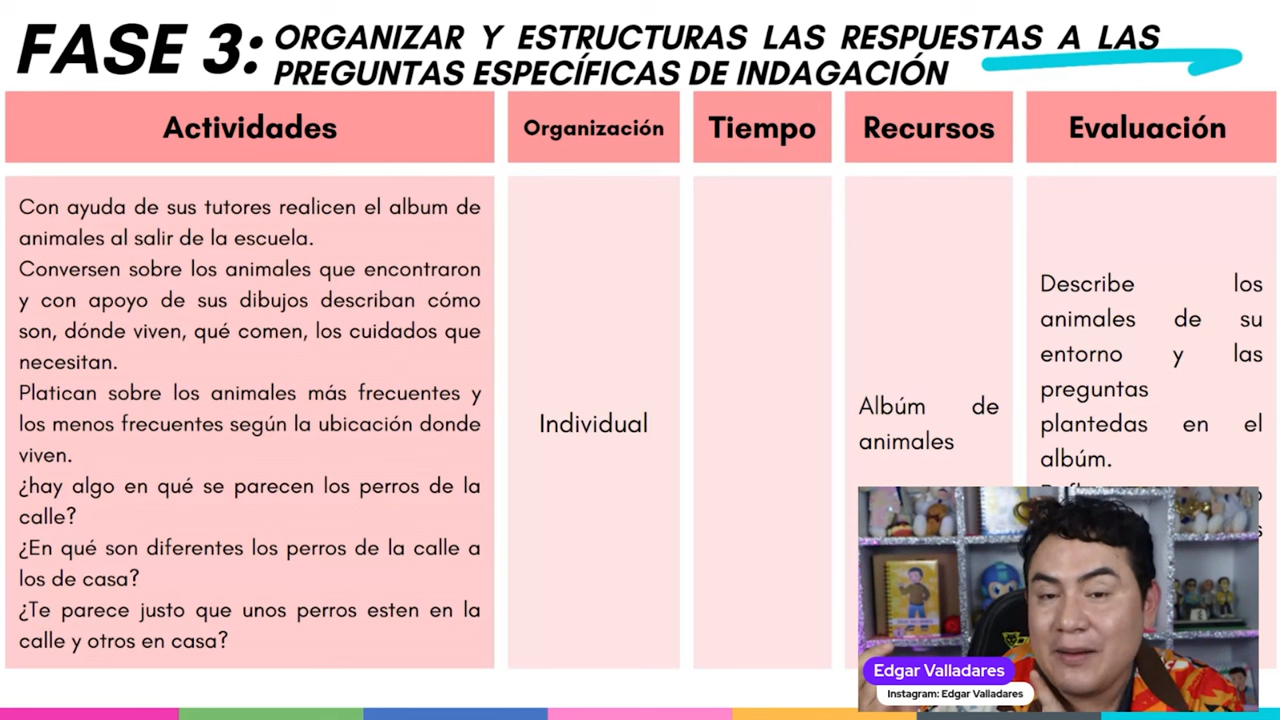 FASE 3:
ORGANIZAR Y ESTRUCTURAS LAS RESPUESTAS A LAS
PREGUNTAS ESPECÍFICAS DE INDAGACIÓN
Actividades
Organización
Tiempo
Recursos
Evaluación
Con ayuda de sus tutores realicen el album de
animales al salir de la escuela.
Conversen sobre los animales que encontraron
y con apoyo de sus dibujos describan cómo
son, dónde viven, qué comen, los cuidados que
necesitan.
Platican sobre los animales más frecuentes y
los menos frecuentes según la ubicación donde
viven.
¿hay algo en qué se parecen los perros de la
calle?
¿En qué son diferentes los perros de la calle a
los de casa?
¿Te parece justo que unos perros esten en la
calle y otros en casa?
Individual
Albúm de
animales
Describe los
animales de su
entorno y las
preguntas
plantedas en el
albúm.
Edgar Valladares
Instagram: Edgar Valladares